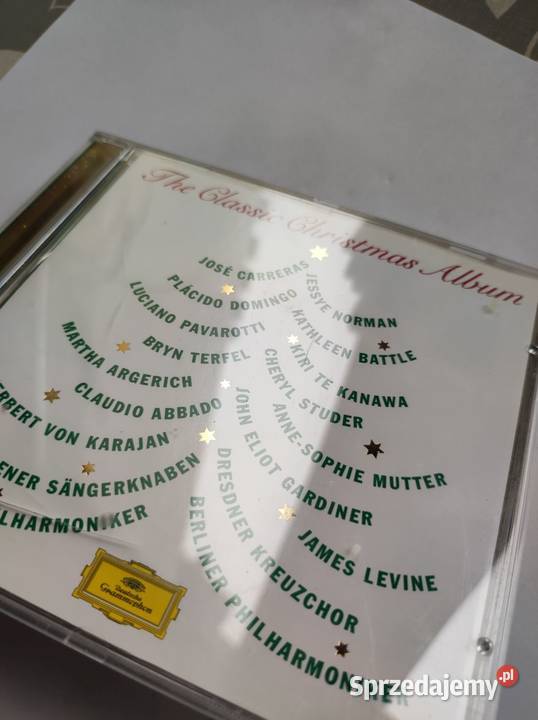 The Classic Christmas Album
JOSÉ CARRERAS
JESSYE NORMAN
PLÁCIDO DOMINGO
KATHLEEN BATTLE
LUCIANO PAVAROTTI
KIRI TE KANAWA
BRYN TERFEL
CHERYL STUDER
MARTHA ARGERICH
ANNE-SOPHIE MUTTER
CLAUDIO ABBADO
JOHN ELIOT GARDINER
ERBERT VON KARAJAN
JAMES LEVINE
ENER SÄNGERKNABEN
DRESDNER KREUZCHOR
LHARMONIKER
BERLINER PHILHARMONIKER
Deutsche
Grammophon
Sprzedajemy.pl